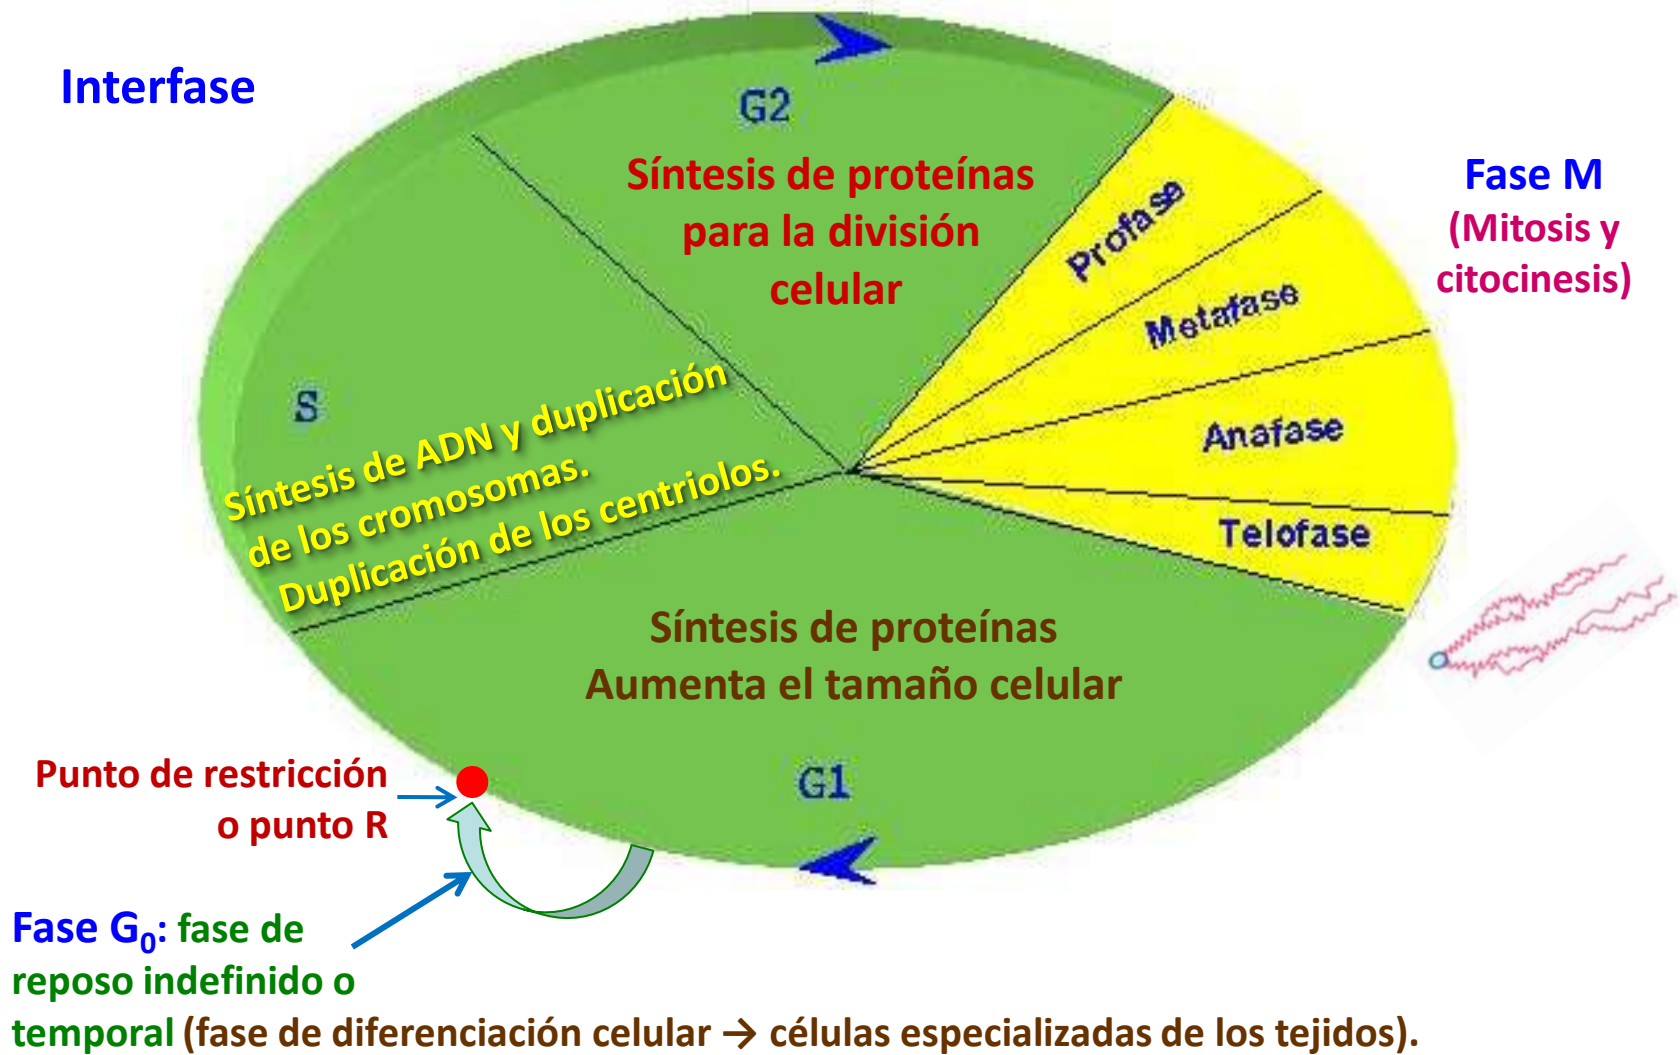 Interfase
G2
Síntesis de proteínas
para la división
celular
Profase
Metafase
Anafase
Telofase
Fase M
(Mitosis y
citocinesis)
S
Síntesis de ADN y duplicación
de los cromosomas.
Duplicación de los centriolos.
Síntesis de proteínas
Aumenta el tamaño celular
G1
Punto de restricción
o punto R
Fase G₀: fase de
reposo indefinido o
temporal (fase de diferenciación celular → células especializadas de los tejidos).